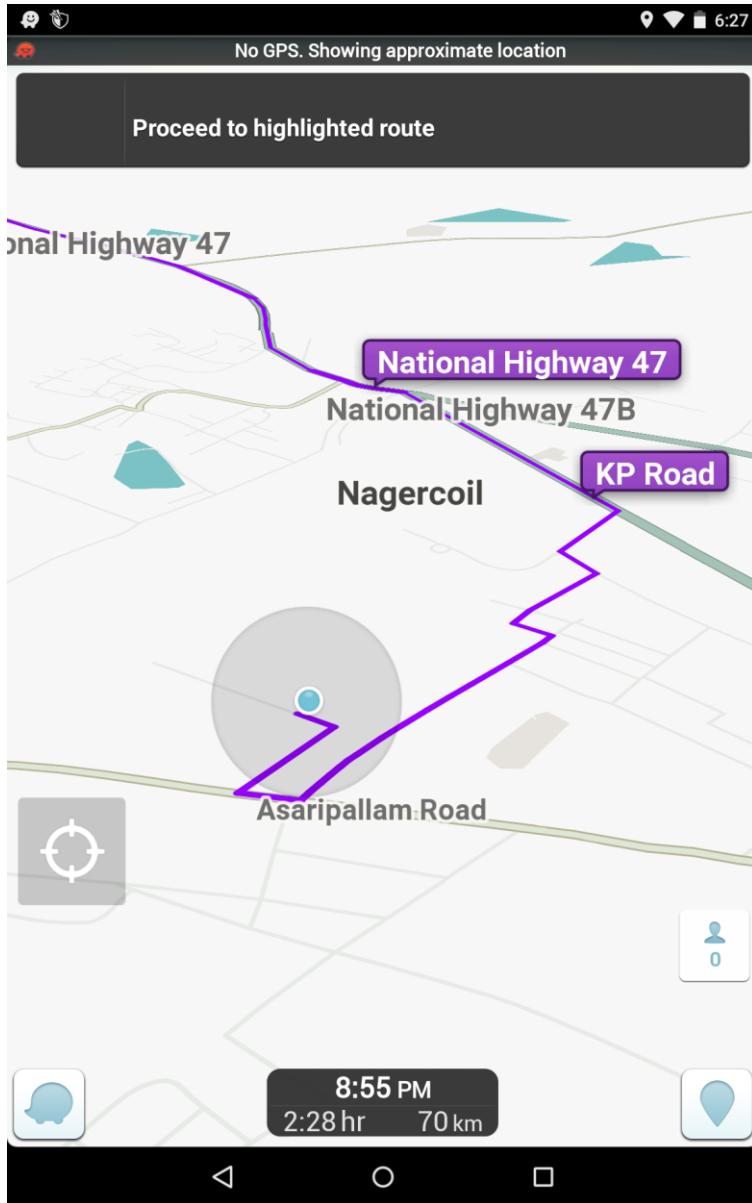 6:27
No GPS. Showing approximate location
Proceed to highlighted route
onal Highway 47
National Highway 47
National Highway 47B
KP Road
Nagercoil
Asaripallam Road
0
8:55 PM
2:28 hr 70 km